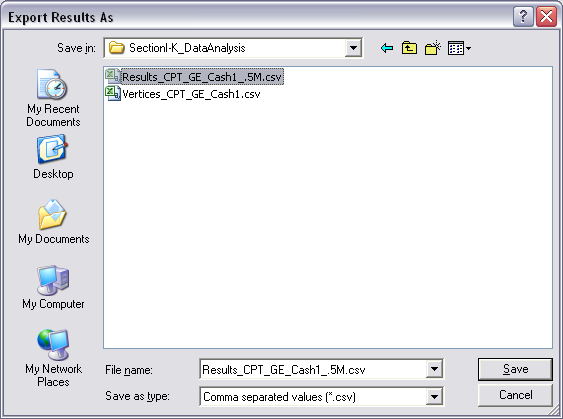 Export Results As
Save in: SectionI-K_DataAnalysis
Results_CPT_GE_Cash1_.5M.csv
Vertices_CPT_GE_Cash1.csv
My Recent
Documents
Desktop
My Documents
My Computer
My Network
Places
File name: Results_CPT_GE_Cash1_.5M.csv Save
Save as type: Comma separated values (*.csv) Cancel